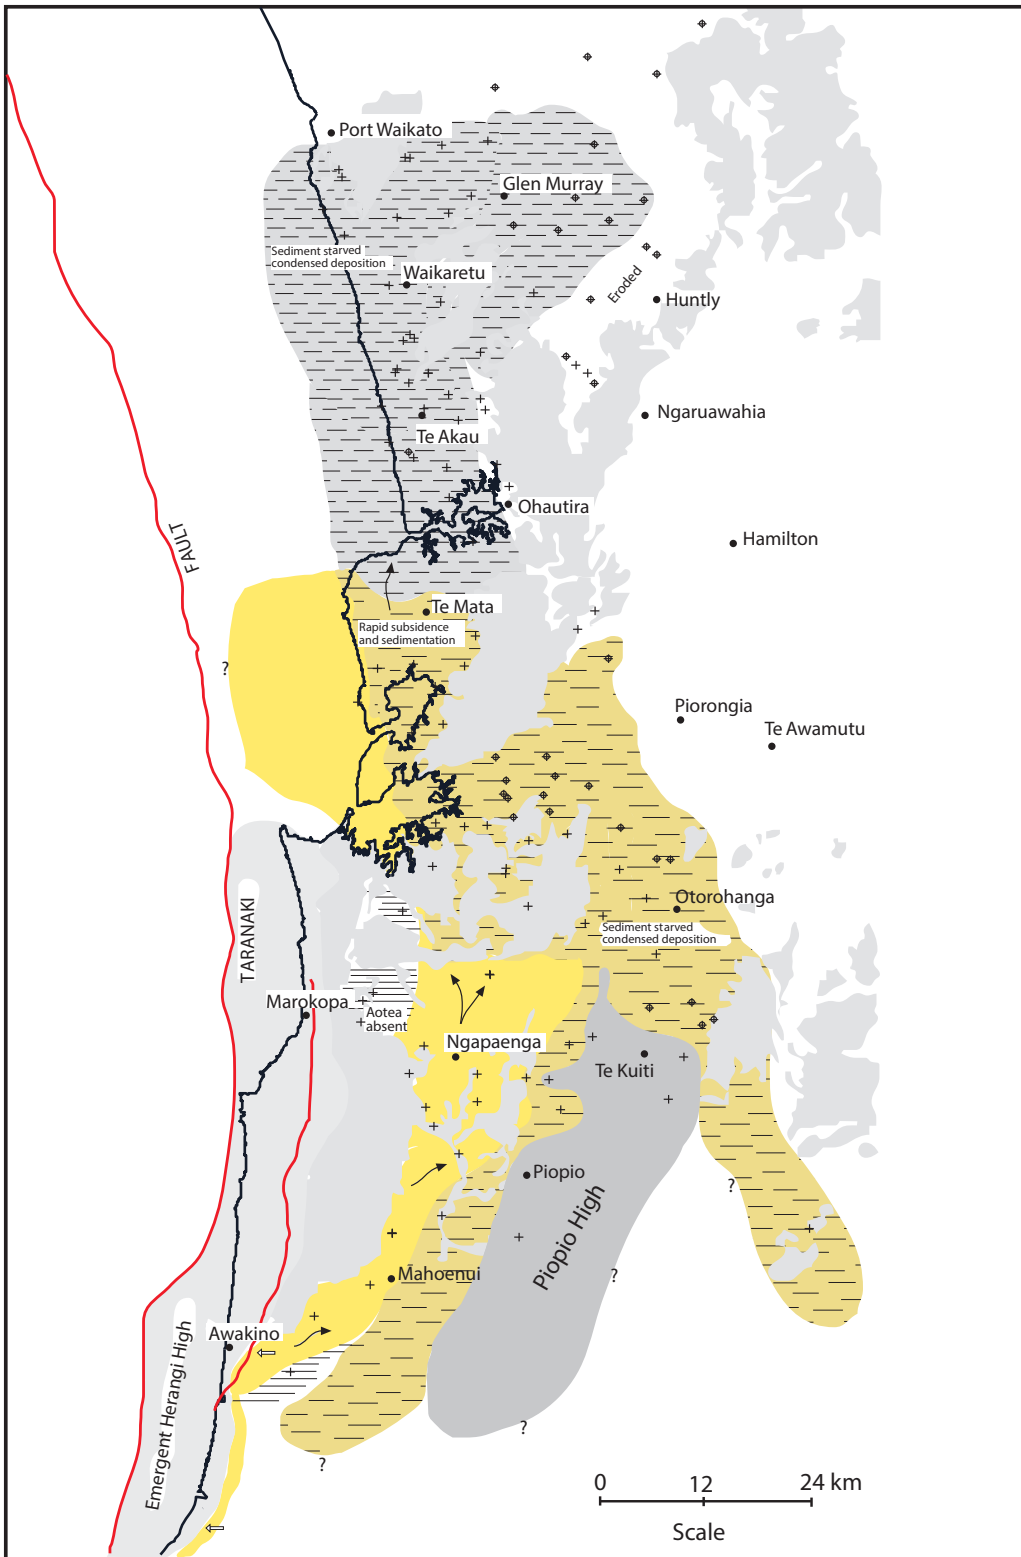 Port Waikato
Glen Murray
Sediment starved
condensed deposition
Waikaretu
Eroded
Huntly
Ngaruawahia
Te Akau
Ohautira
FAULT
Hamilton
Te Mata
Rapid subsidence
and sedimentation
?
Piorongia
Te Awamutu
Otorohanga
Sediment starved
condensed deposition
TARANAKI
Marokopa
Aotea
absent
Ngapaenga
Te Kuiti
Piopio
?
Piopio High
Mahoenui
?
Awakino
Emergent Herangi High
?
?
0 12 24 km
Scale